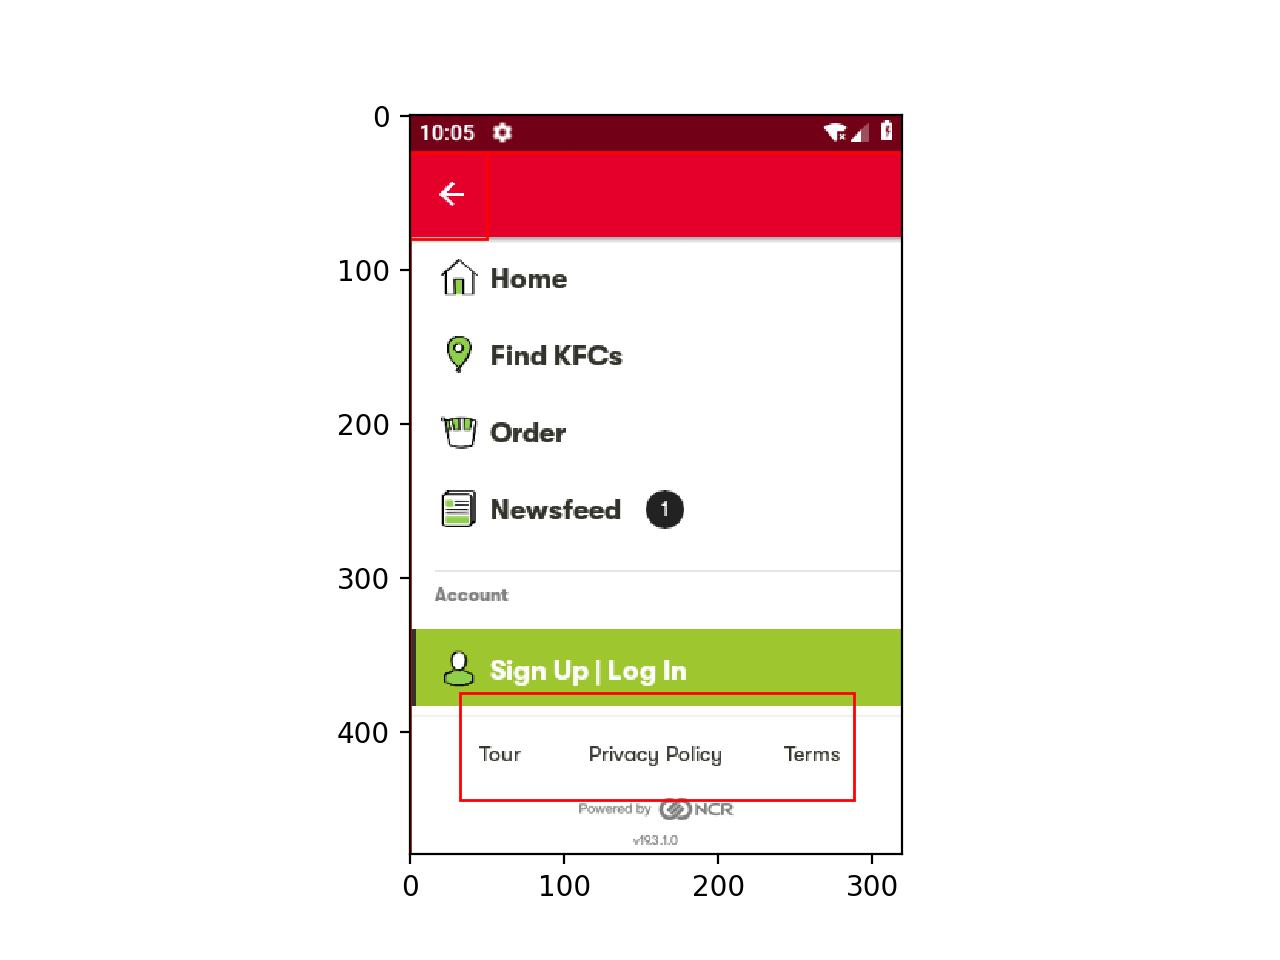 0
10:05
100
Home
Find KFCs
200
Order
Newsfeed 1
300
Account
Sign Up | Log In
400
Tour Privacy Policy Terms
Powered by NCR
v19.3.1.0
0 100 200 300